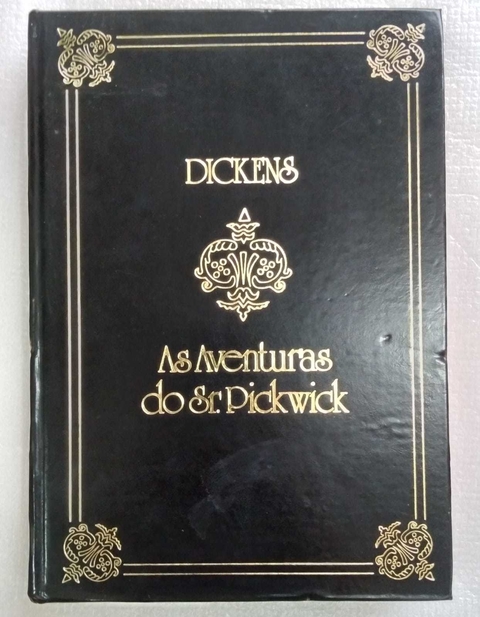 DICKENS
As Aventuras
do Sr. Pickwick